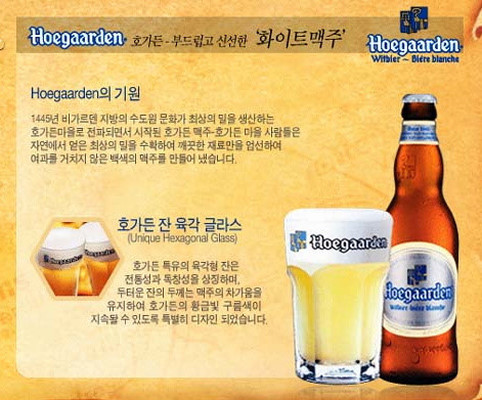 Hoegaarden 호가든 - 부드럽고 신선한 '화이트맥주'
Hoegaarden
Witbier ~ Bière blanche
Hoegaarden의 기원
1445년 비가르덴 지방의 수도원 문화가 최상의 밀을 생산하는
호가든마을로 전파되면서 시작된 호가든 맥주-호가든 마을 사람들은
자연에서 얻은 최상의 밀을 수확하여 깨끗한 재료만을 엄선하여
여과를 거치지 않은 백색의 맥주를 만들어 냈습니다.
호가든 잔 육각 글라스
(Unique Hexagonal Glass)
호가든 특유의 육각형 잔은
전통성과 독창성을 상징하며,
두터운 잔의 두께는 맥주의 차가움을
유지하여 호가든의 황금빛 구름색이
지속될 수 있도록 특별히 디자인 되었습니다.
Hoegaarden
Hoegaarden
Witbier bière blanche